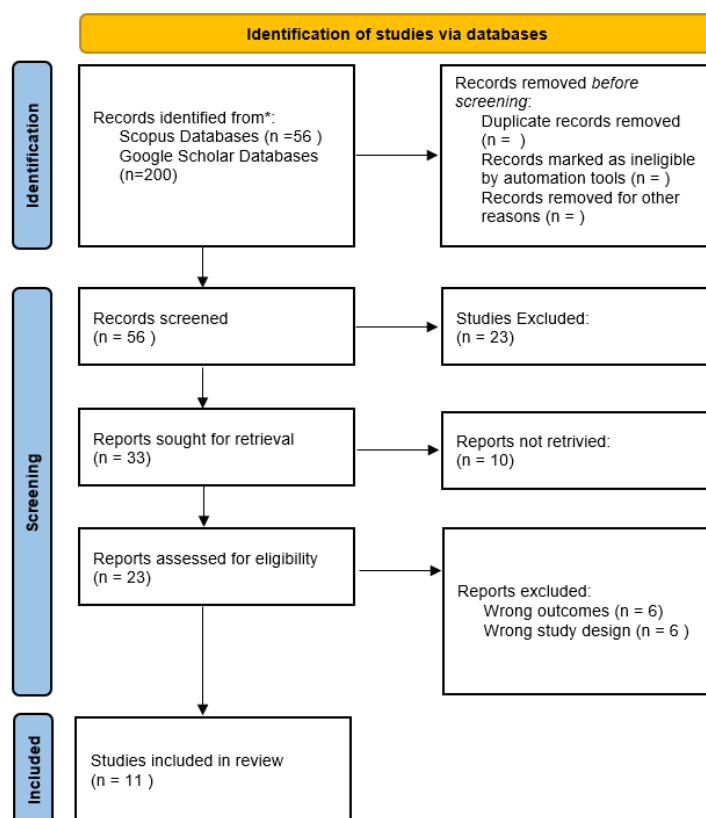 Identification of studies via databases
Identification
Records identified from*:
Scopus Databases (n =56 )
Google Scholar Databases
(n=200)
Records removed before
screening:
Duplicate records removed
(n = )
Records marked as ineligible
by automation tools (n = )
Records removed for other
reasons (n = )
Screening
Records screened
(n = 56 )
Studies Excluded:
(n = 23)
Reports sought for retrieval
(n = 33)
Reports not retrivied:
(n = 10)
Reports assessed for eligibility
(n = 23)
Reports excluded:
Wrong outcomes (n = 6)
Wrong study design (n = 6 )
Included
Studies included in review
(n = 11 )